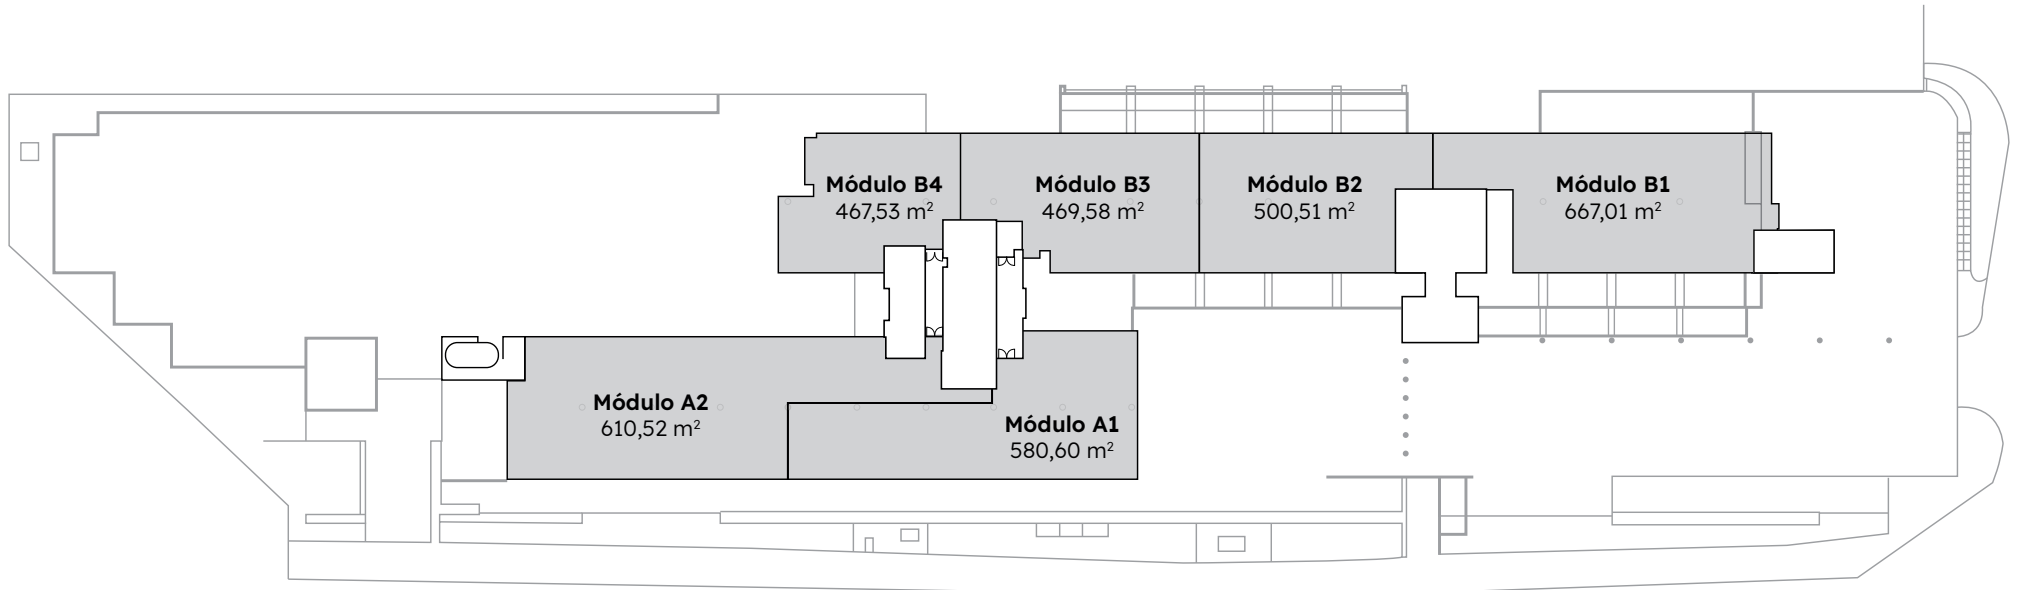 Módulo B4
467,53 m²
Módulo B3
469,58 m²
Módulo B2
500,51 m²
Módulo B1
667,01 m²
Módulo A2
610,52 m²
Módulo A1
580,60 m²